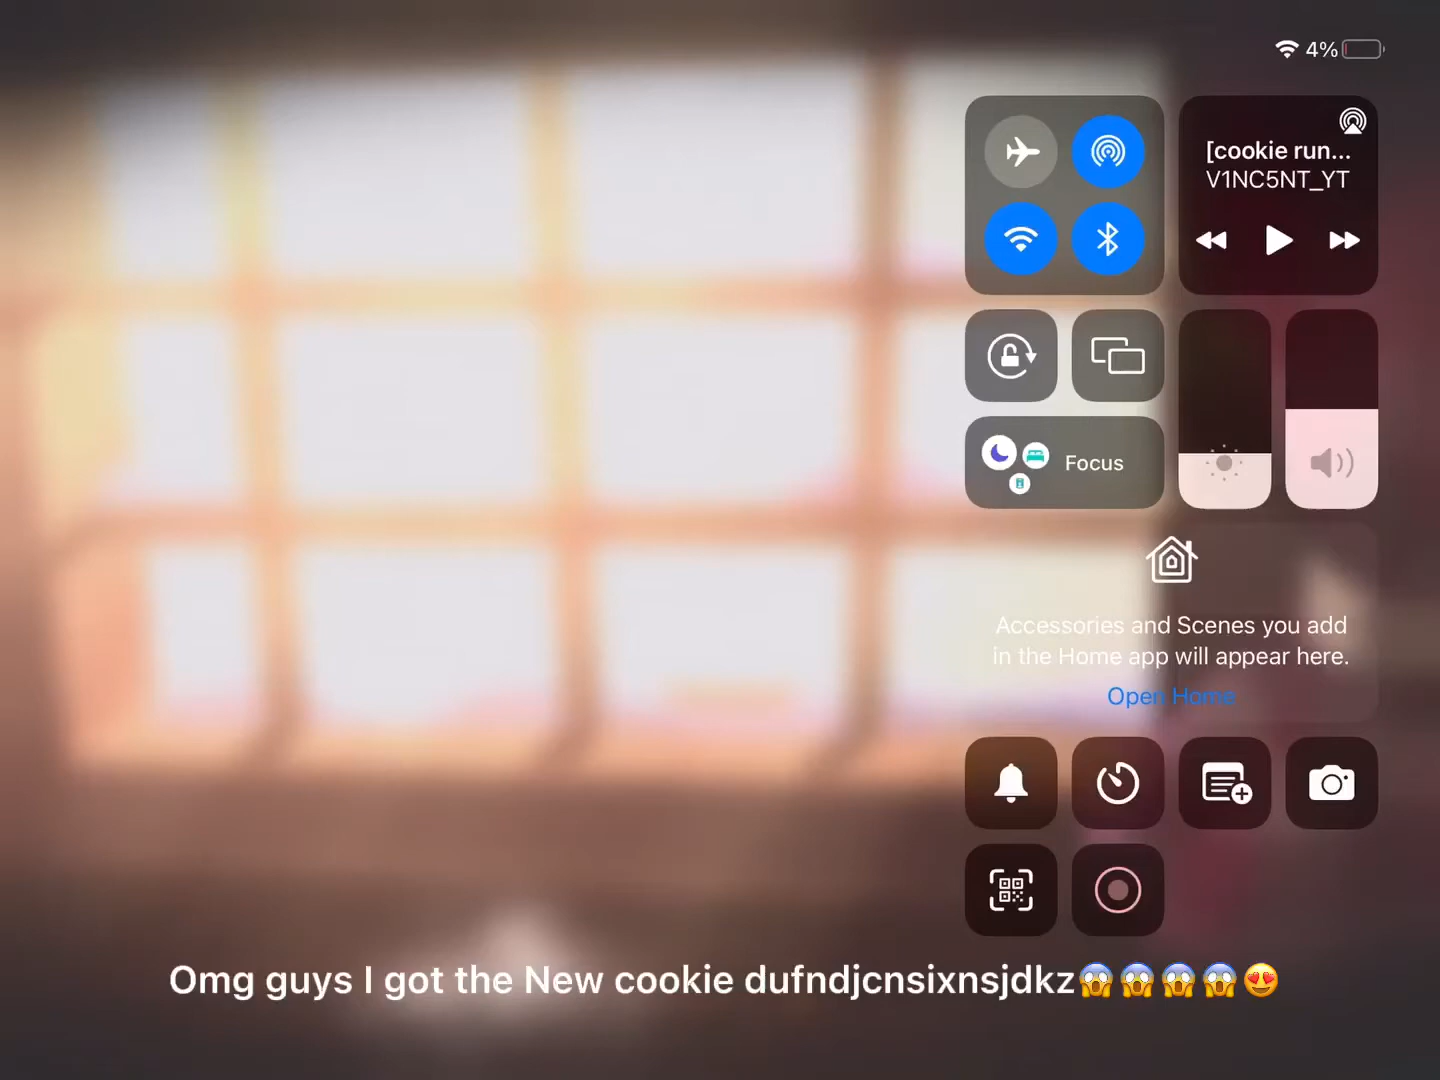 4%
[cookie run...
V1NC5NT_YT
Focus
Accessories and Scenes you add
in the Home app will appear here.
Open Home
Omg guys I got the New cookie dufndjcnsixnsjdkz😱😱😱😱😍